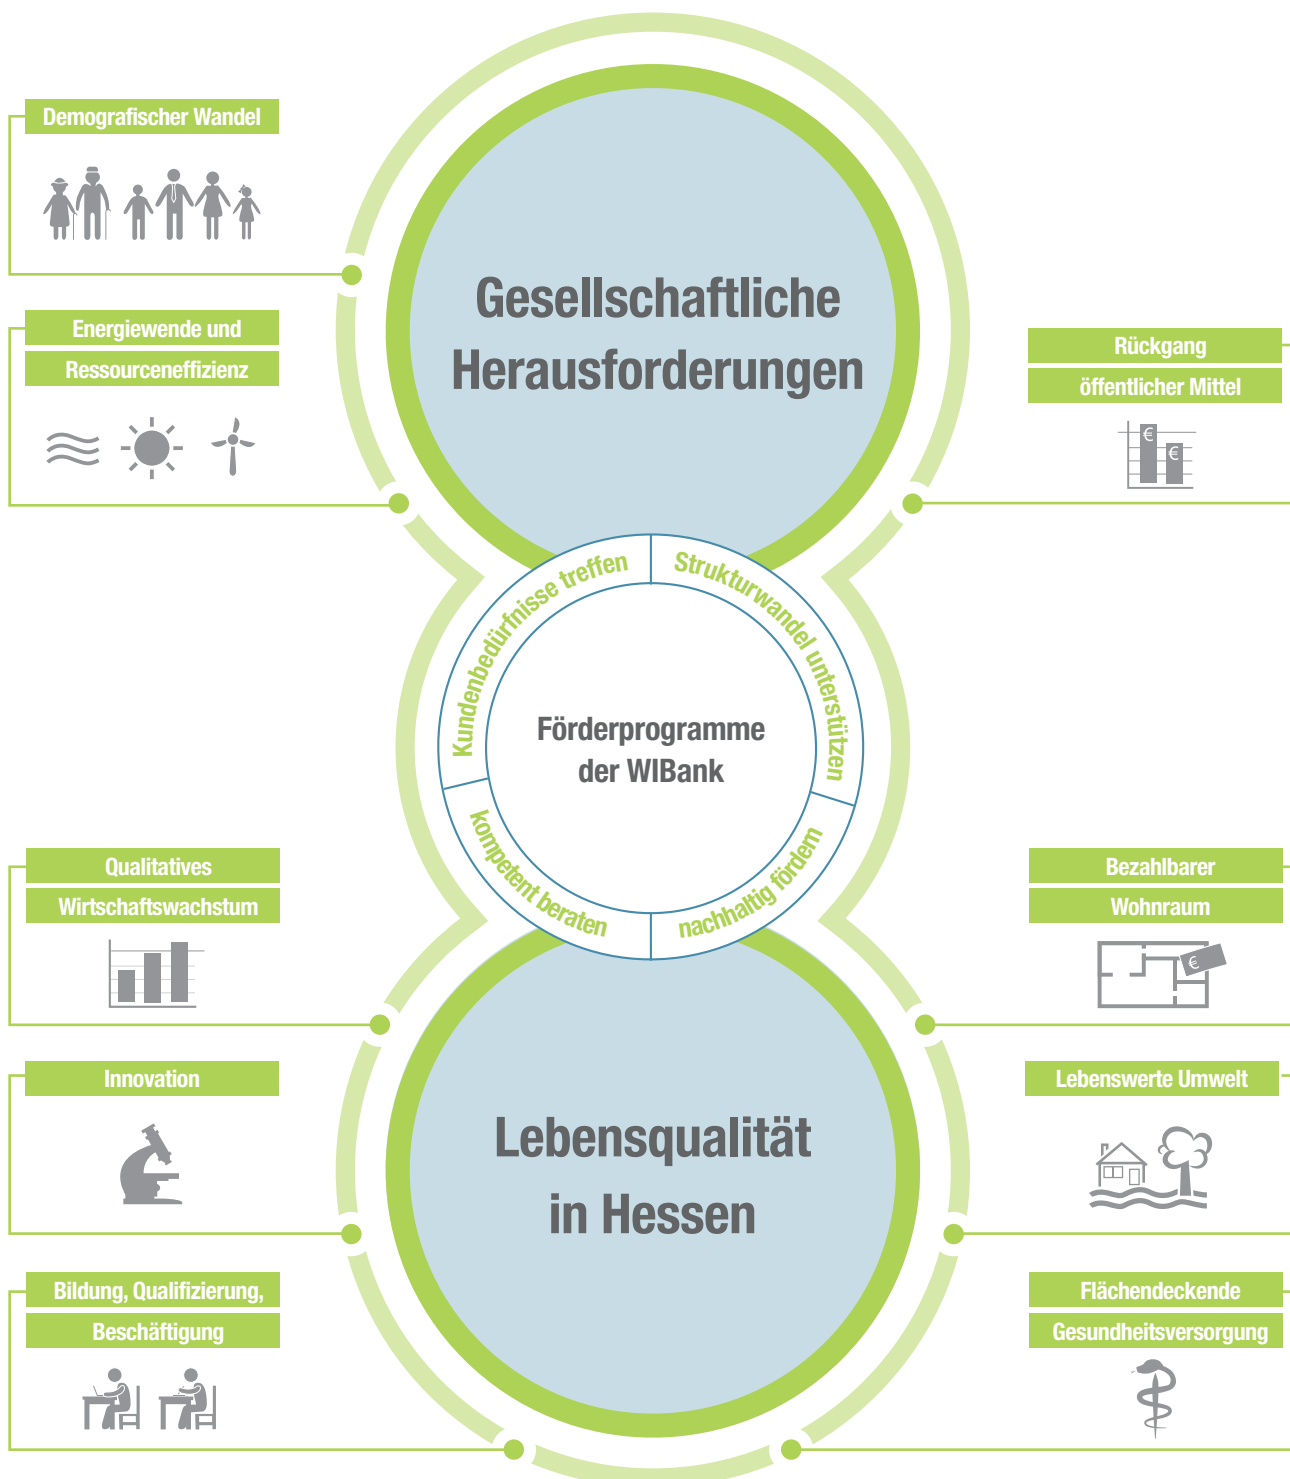 Demografischer Wandel
Energiewende und
Ressourceneffizienz
Gesellschaftliche
Herausforderungen
Rückgang
öffentlicher Mittel
€
€
Kundenbedürfnisse treffen
Strukturwandel unterstützen
Förderprogramme
der WIBank
kompetent beraten
nachhaltig fördern
Qualitatives
Wirtschaftswachstum
Bezahlbarer
Wohnraum
€
Innovation
Lebenswerte Umwelt
Lebensqualität
in Hessen
Bildung, Qualifizierung,
Beschäftigung
Flächendeckende
Gesundheitsversorgung